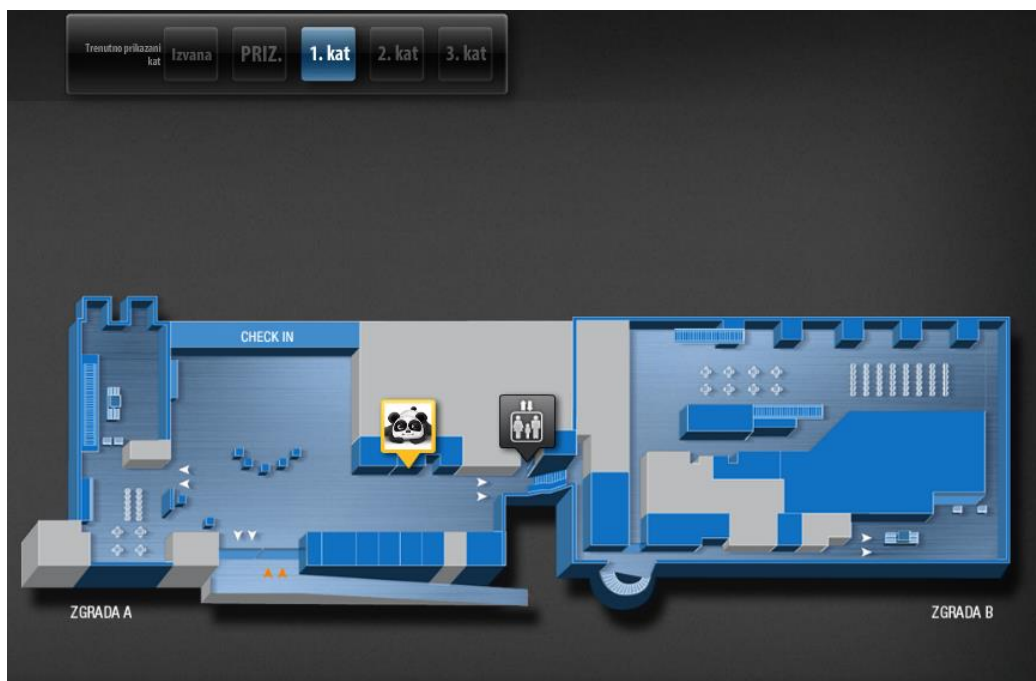 Trenutno prikazani
kat
Izvana
PRIZ.
1. kat
2. kat
3. kat
CHECK IN
ZGRADA A
ZGRADA B